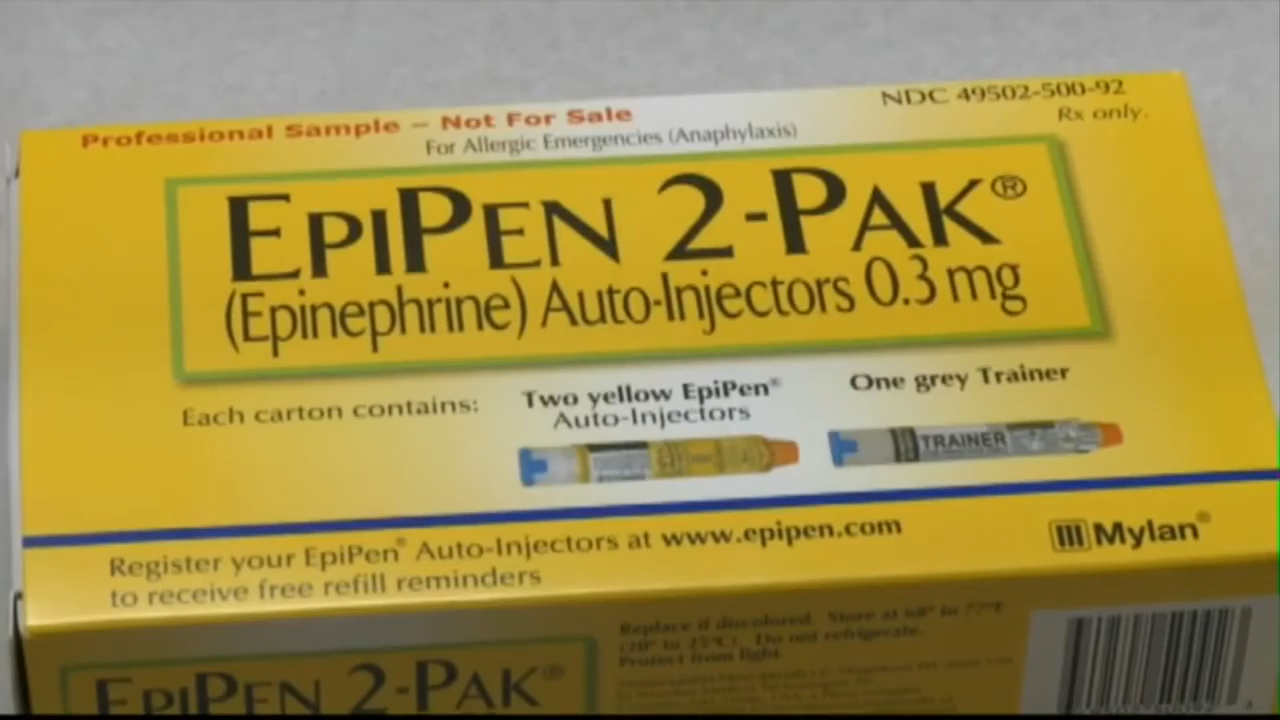 Professional Sample – Not For Sale
NDC 49502-500-92
Rx only.
For Allergic Emergencies (Anaphylaxis)
EPIPEN 2-PAK®
(Epinephrine) Auto-Injectors 0.3 mg
Each carton contains:
Two yellow EpiPen®
Auto-Injectors
One grey Trainer
TRAINER
Register your EpiPen® Auto-Injectors at www.epipen.com
to receive free refill reminders
Mylan®
Replace if discolored. Store at 68° to 77°F
(20° to 25°C). Do not refrigerate.
Protect from light.
EPIPEN 2-PAK®